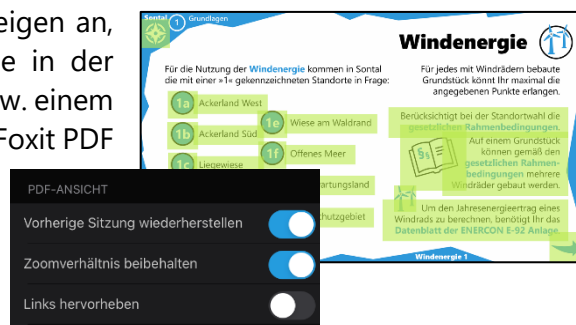 eigen an,
e in der
w. einem
Foxit PDF
Sontal
1 Grundlagen
Windenergie
Für die Nutzung der Windenergie kommen in Sontal
die mit einer »1« gekennzeichneten Standorte in Frage:
1a Ackerland West
1b Ackerland Süd
1c Liegewiese
1e Wiese am Waldrand
1f Offenes Meer
artungsland
hutzgebiet
Für jedes mit Windrädern bebaute
Grundstück könnt Ihr maximal die
angegebenen Punkte erlangen.
Berücksichtigt bei der Standortwahl die
gesetzlichen Rahmenbedingungen.
§§
Auf einem Grundstück
können gemäß den
gesetzlichen Rahmen-
bedingungen mehrere
Windräder gebaut werden.
Um den Jahresenergieertrag eines
Windrads zu berechnen, benötigt Ihr das
Datenblatt der ENERCON E-92 Anlage.
Windenergie 1
PDF-ANSICHT
Vorherige Sitzung wiederherstellen
Zoomverhältnis beibehalten
Links hervorheben